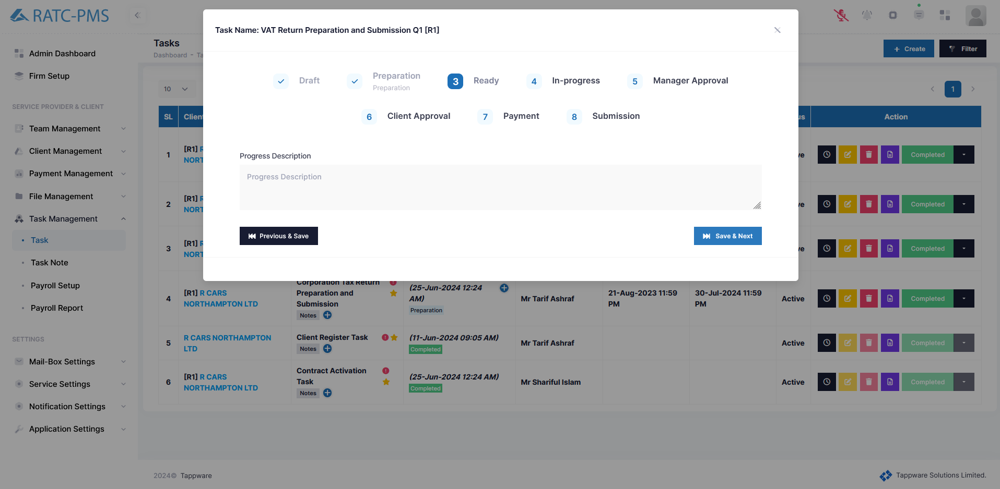 RATC-PMS
Task Name: VAT Return Preparation and Submission Q1 [R1]
Admin Dashboard
Firm Setup
SERVICE PROVIDER & CLIENT
Team Management
Client Management
Payment Management
File Management
Task Management
Task
Task Note
Payroll Setup
Payroll Report
SETTINGS
Mail-Box Settings
Service Settings
Notification Settings
Application Settings
Tasks
Dashboard - Ta
Create
Filter
Draft
Preparation
Preparation
3 Ready
4 In-progress
5 Manager Approval
6 Client Approval
7 Payment
8 Submission
Progress Description
Progress Description
Previous & Save
Save & Next
10
1
SL Client us Action
1 [R1] R
NORTH ve Completed
2 [R1] R
NORT ve Completed
3 [R1] R
NORTH ve Completed
4 [R1] R CARS
NORTHAMPTON LTD
Corporation Tax Return
Preparation and
Submission
Notes
(25-Jun-2024 12:24
AM)
Preparation
Mr Tarif Ashraf
21-Aug-2023 11:59
PM
30-Jul-2024 11:59
PM
Active
Completed
5 R CARS NORTHAMPTON
LTD
Client Register Task
Notes
(11-Jun-2024 09:05 AM)
Completed
Mr Tarif Ashraf
Active
Completed
6 [R1] R CARS
NORTHAMPTON LTD
Contract Activation
Task
Notes
(25-Jun-2024 12:24 AM)
Completed
Mr Shariful Islam
Active
Completed
2024© Tappware
Tappware Solutions Limited.